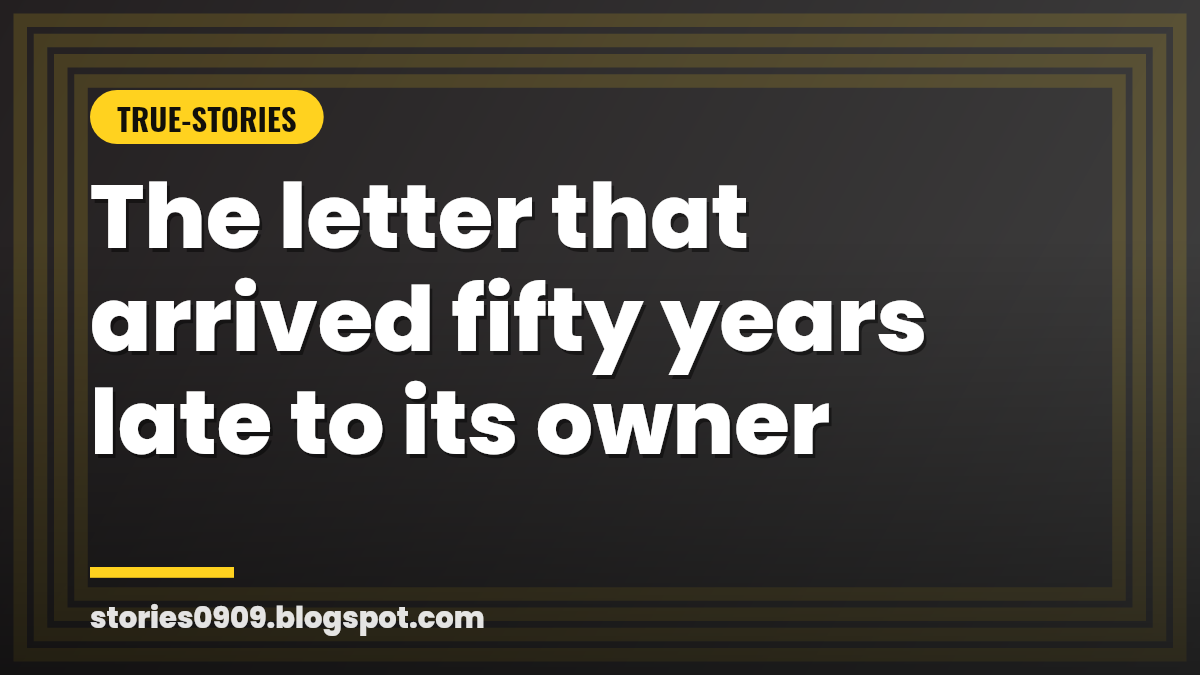 TRUE-STORIES
The letter that
arrived fifty years
late to its owner
stories0909.blogspot.com